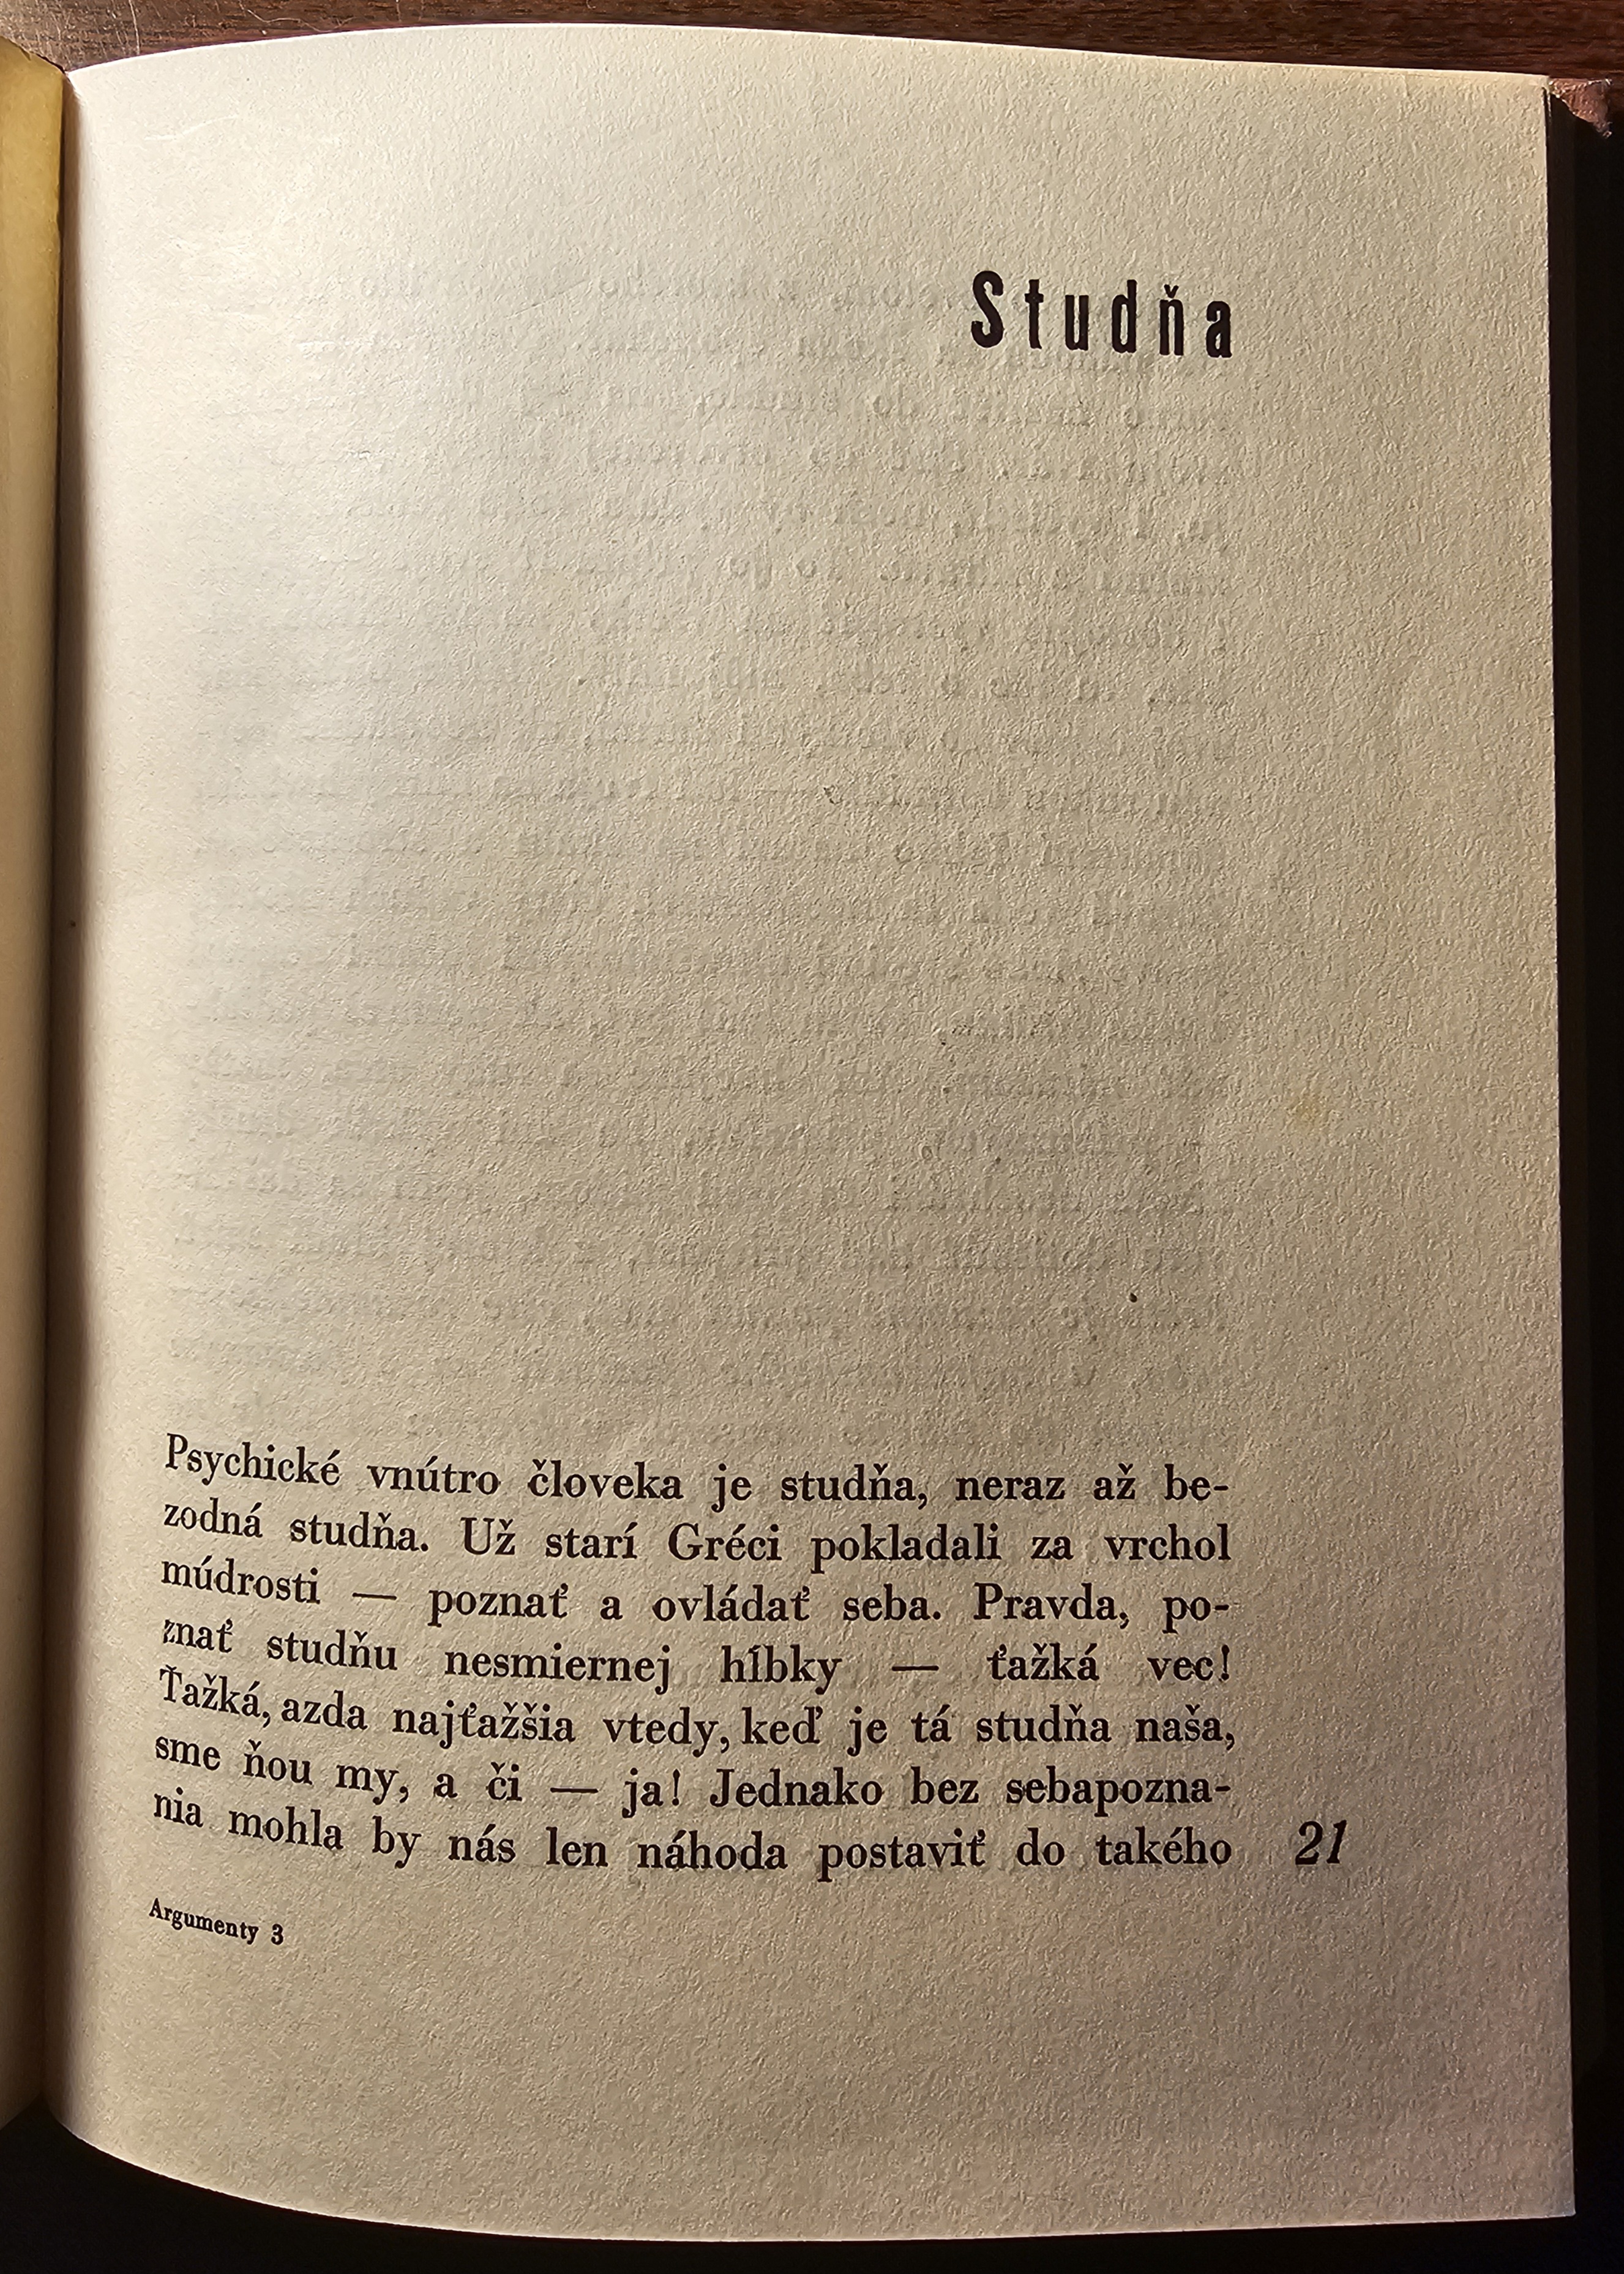 Studňa
Psychické vnútro človeka je studňa, neraz až be-
zodná studňa. Už starí Gréci pokladali za vrchol
múdrosti — poznať a ovládať seba. Pravda, po-
znať studňu nesmiernej hĺbky — ťažká vec!
Ťažká, azda najťažšia vtedy, keď je tá studňa naša,
sme ňou my, a či — ja! Jednako bez sebapozna-
nia mohla by nás len náhoda postaviť do takého
21
Argumenty 3